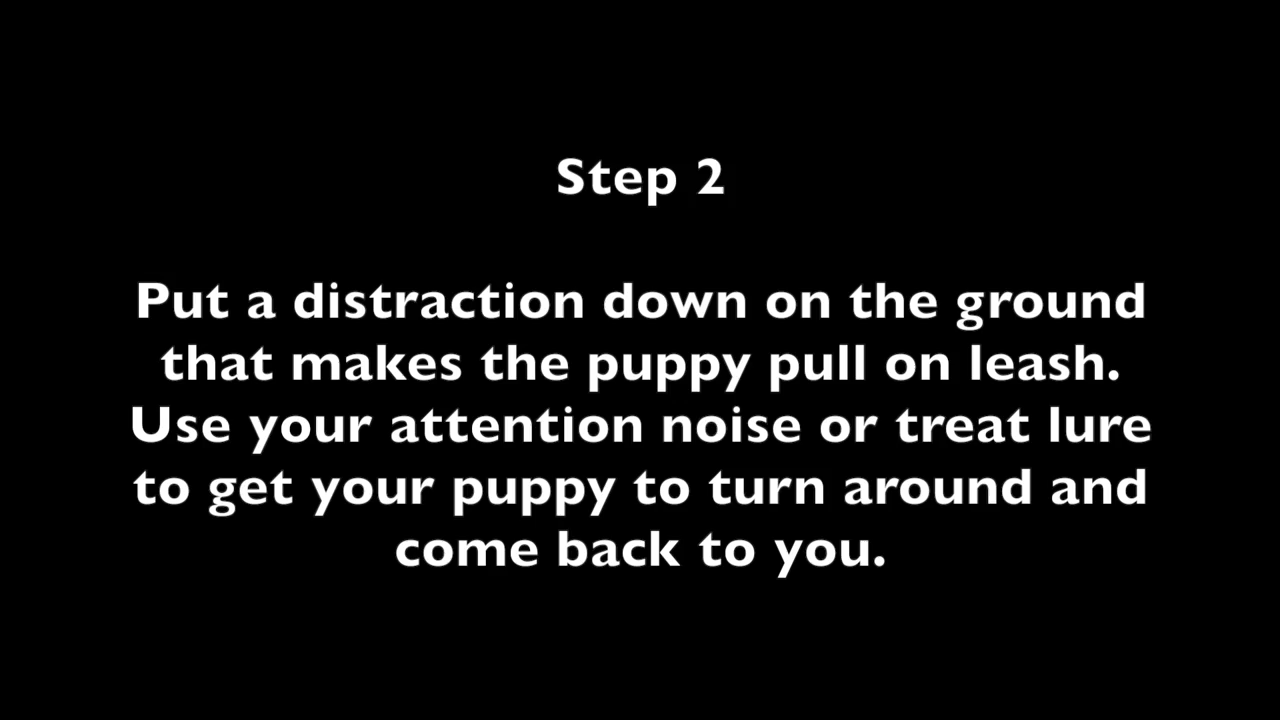 Step 2
Put a distraction down on the ground
that makes the puppy pull on leash.
Use your attention noise or treat lure
to get your puppy to turn around and
come back to you.